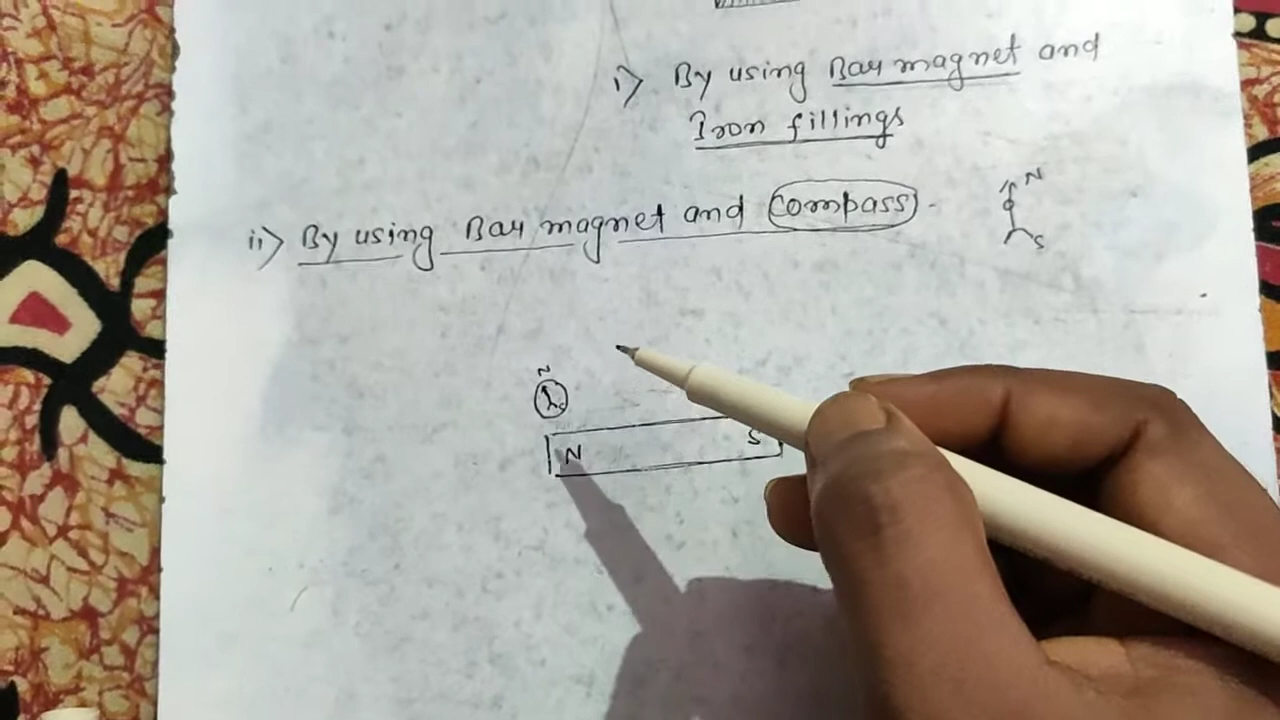 i) By using Bar magnet and
Iron fillings
ii) By using Bar magnet and compass.
N
S
N
S
N S